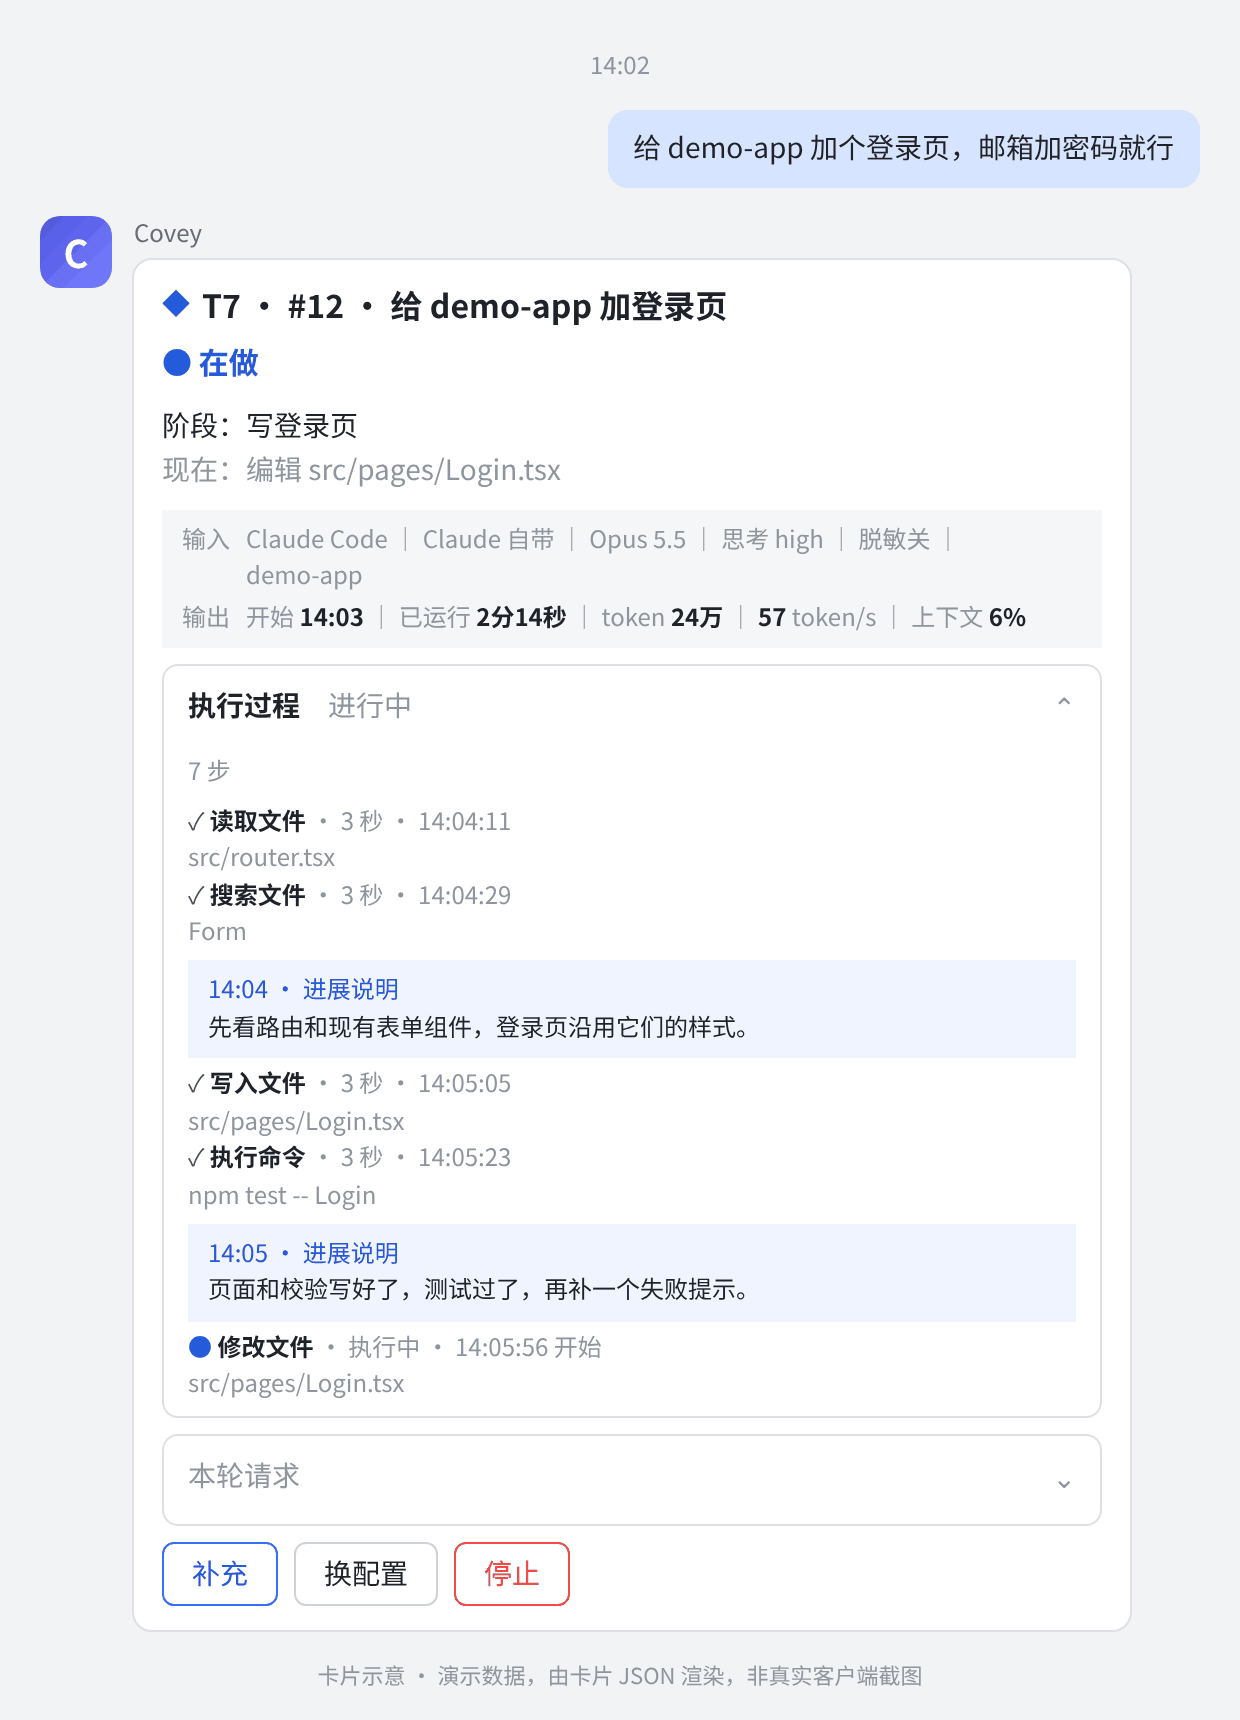 14:02
给 demo-app 加个登录页，邮箱加密码就行
C
Covey
T7 · #12 · 给 demo-app 加登录页
在做
阶段：写登录页
现在：编辑 src/pages/Login.tsx
输入 Claude Code | Claude 自带 | Opus 5.5 | 思考 high | 脱敏关 |
demo-app
输出 开始 14:03 | 已运行 2分14秒 | token 24万 | 57 token/s | 上下文 6%
执行过程 进行中
7 步
✓ 读取文件 · 3 秒 · 14:04:11
src/router.tsx
✓ 搜索文件 · 3 秒 · 14:04:29
Form
14:04 · 进展说明
先看路由和现有表单组件，登录页沿用它们的样式。
✓ 写入文件 · 3 秒 · 14:05:05
src/pages/Login.tsx
✓ 执行命令 · 3 秒 · 14:05:23
npm test -- Login
14:05 · 进展说明
页面和校验写好了，测试过了，再补一个失败提示。
修改文件 · 执行中 · 14:05:56 开始
src/pages/Login.tsx
本轮请求
补充 换配置 停止
卡片示意 · 演示数据，由卡片 JSON 渲染，非真实客户端截图